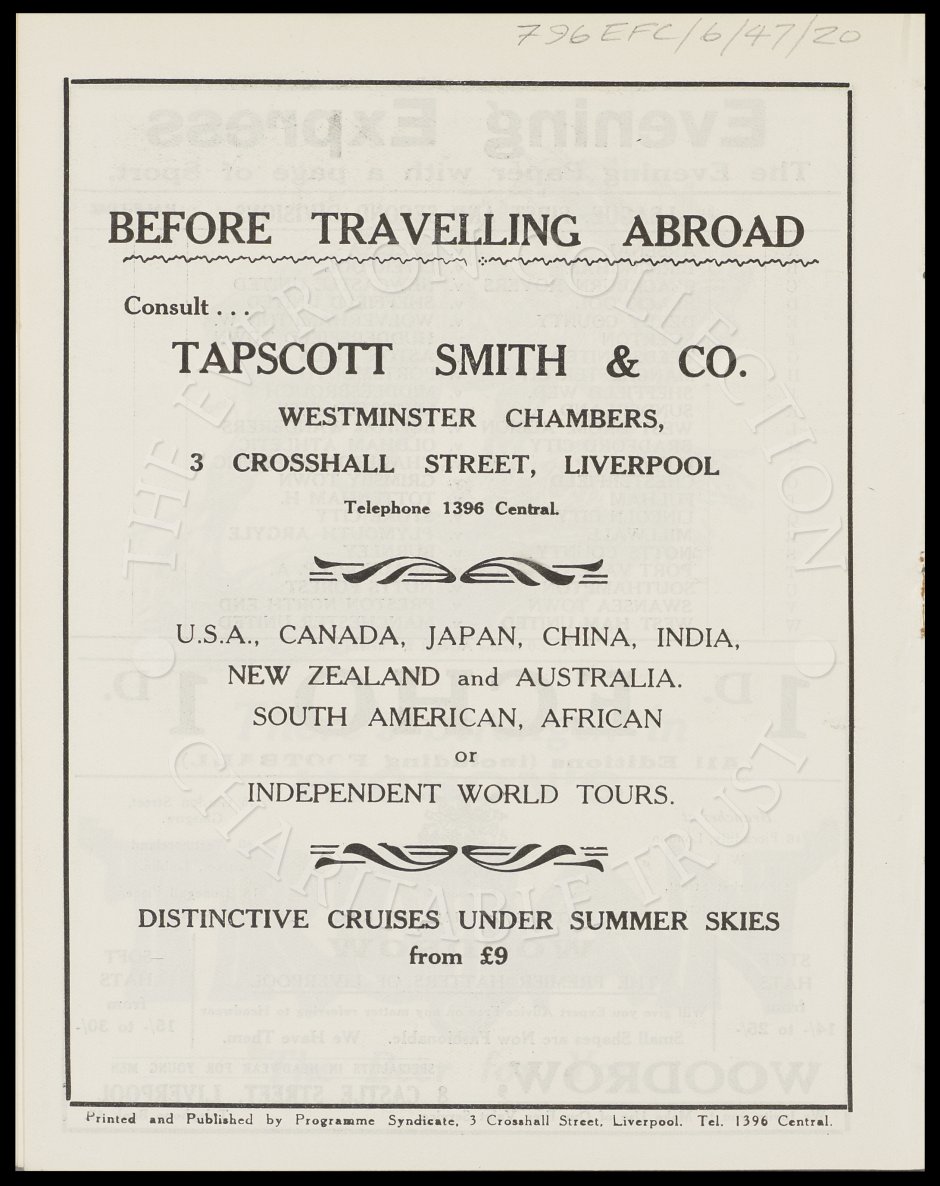 796EFC/6/47/20
BEFORE TRAVELLING ABROAD
Consult . . .
TAPSCOTT SMITH & CO.
WESTMINSTER CHAMBERS,
3 CROSSHALL STREET, LIVERPOOL
Telephone 1396 Central.
U.S.A., CANADA, JAPAN, CHINA, INDIA,
NEW ZEALAND and AUSTRALIA.
SOUTH AMERICAN, AFRICAN
or
INDEPENDENT WORLD TOURS.
DISTINCTIVE CRUISES UNDER SUMMER SKIES
from £9
Printed and Published by Programme Syndicate, 3 Crosshall Street, Liverpool. Tel. 1396 Central.
THE EVERTON COLLECTION
CHARITABLE TRUST